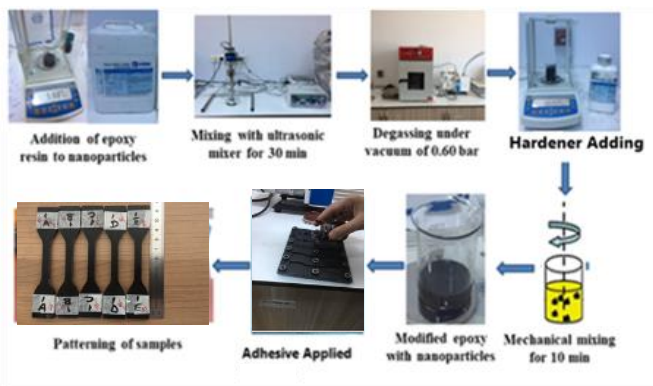 Addition of epoxy
resin to nanoparticles
Mixing with ultrasonic
mixer for 30 min
Degassing under
vacuum of 0.60 bar
Hardener Adding
Mechanical mixing
for 10 min
Modified epoxy
with nanoparticles
Adhesive Applied
Patterning of samples